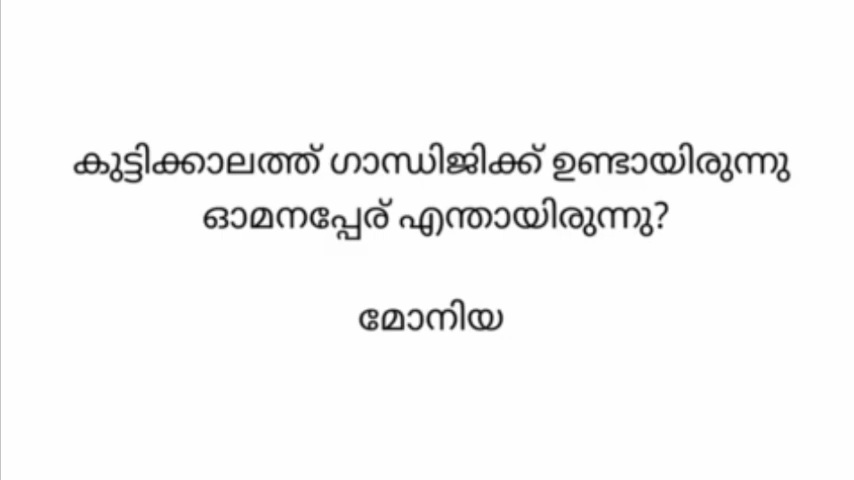 കുട്ടിക്കാലത്ത് ഗാന്ധിജിക്ക് ഉണ്ടായിരുന്നു
ഓമനപ്പേര് എന്തായിരുന്നു?
മോനിയ